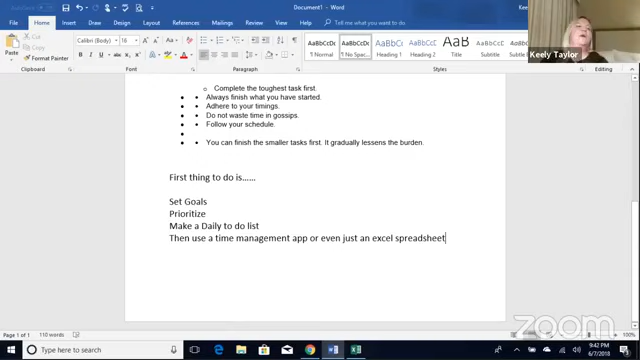 Document1 - Word
File
Home
Insert
Draw
Design
Layout
References
Mailings
Review
View
Help
Tell me what you want to do
Keely Taylor
Paste
Format Painter
Calibri (Body)
16
AaBbCcDc
AaBbCcDc
AaBbCc
AaBbCcD
AaB
AaBbCcD
AaBbCcDc
¶ Normal
¶ No Spac...
Heading 1
Heading 2
Title
Subtitle
Clipboard
Font
Paragraph
Styles
Editing
o Complete the toughest task first.
• • Always finish what you have started.
• • Adhere to your timings.
• • Do not waste time in gossips.
• • Follow your schedule.
•
• • You can finish the smaller tasks first. It gradually lessens the burden.
First thing to do is……
Set Goals
Prioritize
Make a Daily to do list
Then use a time management app or even just an excel spreadsheet
zoom
Page 1 of 1 110 words
Type here to search
9:42 PM
6/7/2018